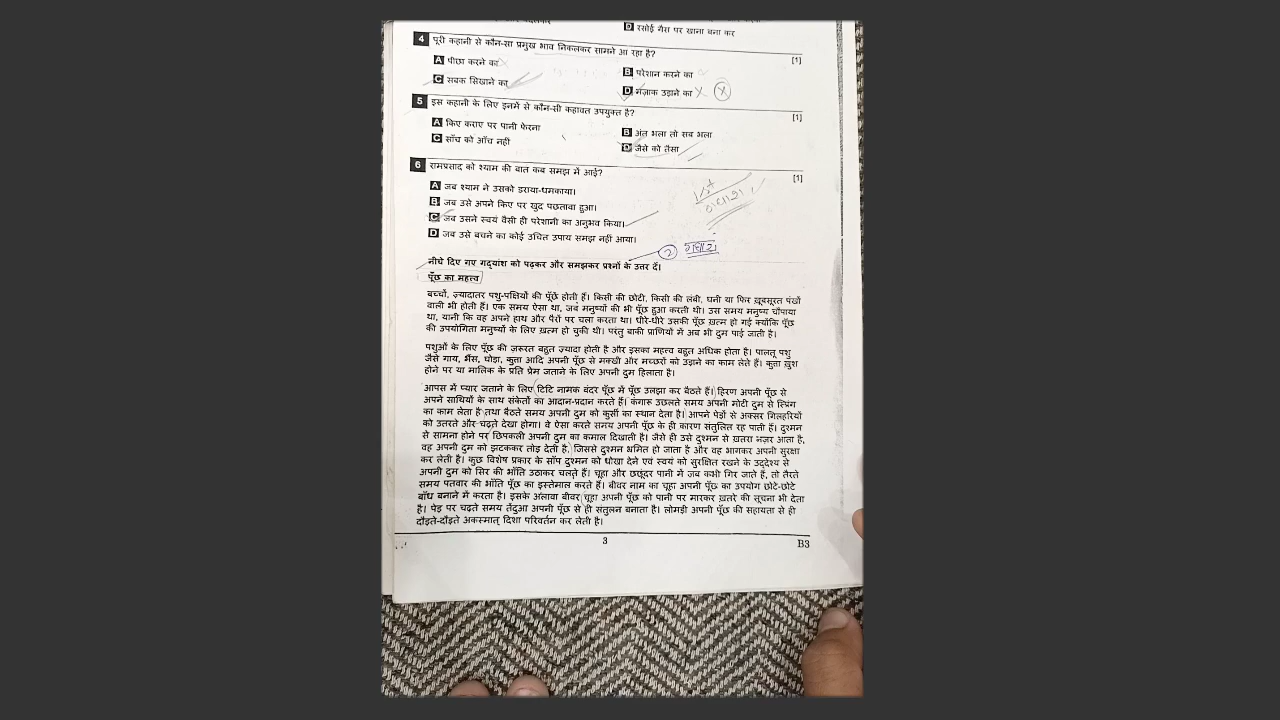 D रसोई गैस पर खाना बना कर
4 पूरी कहानी से कौन-सा प्रमुख भाव निकलकर सामने आ रहा है? [1]
A पीछा करने का B परेशान करने का
C सबक सिखाने का D मज़ाक उड़ाने का
5 इस कहानी के लिए इनमें से कौन-सी कहावत उपयुक्त है? [1]
A किए कराए पर पानी फेरना B अंत भला तो सब भला
C साँच को आँच नहीं D जैसे को तैसा
6 रामप्रसाद को श्याम की बात कब समझ में आई? [1]
A जब श्याम ने उसको डराया-धमकाया।
B जब उसे अपने किए पर खुद पछतावा हुआ।
C जब उसने स्वयं वैसी ही परेशानी का अनुभव किया।
D जब उसे बचने का कोई उचित उपाय समझ नहीं आया।
नीचे दिए गए गद्यांश को पढ़कर और समझकर प्रश्नों के उत्तर दें।
पूँछ का महत्व
बच्चों, ज़्यादातर पशु-पक्षियों की पूँछें होती हैं। किसी की छोटी, किसी की लंबी, घनी या फिर ख़ूबसूरत पंखों
वाली भी होती हैं। एक समय ऐसा था, जब मनुष्यों की भी पूँछ हुआ करती थी। उस समय मनुष्य चौपाया
था, यानी कि वह अपने हाथ और पैरों पर चला करता था। धीरे-धीरे उसकी पूँछ ख़त्म हो गई क्योंकि पूँछ
की उपयोगिता मनुष्यों के लिए ख़त्म हो चुकी थी। परंतु बाकी प्राणियों में अब भी दुम पाई जाती है।
पशुओं के लिए पूँछ की ज़रूरत बहुत ज़्यादा होती है और इसका महत्व बहुत अधिक होता है। पालतू पशु
जैसे गाय, भैंस, घोड़ा, कुत्ता आदि अपनी पूँछ से मक्खी और मच्छरों को उड़ाने का काम लेते हैं। कुत्ता ख़ुश
होने पर या मालिक के प्रति प्रेम जताने के लिए अपनी दुम हिलाता है।
आपस में प्यार जताने के लिए टिटि नामक बंदर पूँछ में पूँछ उलझा कर बैठते हैं। हिरण अपनी पूँछ से
अपने साथियों के साथ संकेतों का आदान-प्रदान करते हैं। कंगारू उछलते समय अपनी मोटी दुम से स्प्रिंग
का काम लेता है तथा बैठते समय अपनी दुम को कुर्सी का स्थान देता है। आपने पेड़ों से अक्सर गिलहरियों
को उतरते और चढ़ते देखा होगा। वे ऐसा करते समय अपनी पूँछ के ही कारण संतुलित रह पाती हैं। दुश्मन
से सामना होने पर छिपकली अपनी दुम का कमाल दिखाती है। जैसे ही उसे दुश्मन से ख़तरा नज़र आता है,
वह अपनी दुम को झटककर तोड़ देती है, जिससे दुश्मन भ्रमित हो जाता है और वह भागकर अपनी सुरक्षा
कर लेती है। कुछ विशेष प्रकार के साँप दुश्मन को धोखा देने एवं स्वयं को सुरक्षित रखने के उद्देश्य से
अपनी दुम को सिर की भाँति उठाकर चलते हैं। चूहा और छछूंदर पानी में जब कभी गिर जाते हैं, तो तैरते
समय पतवार की भाँति पूँछ का इस्तेमाल करते हैं। बीवर नाम का चूहा अपनी पूँछ का उपयोग छोटे-छोटे
बाँध बनाने में करता है। इसके अलावा बीवर चूहा अपनी पूँछ को पानी पर मारकर ख़तरे की सूचना भी देता
है। पेड़ पर चढ़ते समय तेंदुआ अपनी पूँछ से ही संतुलन बनाता है। लोमड़ी अपनी पूँछ की सहायता से ही
दौड़ते-दौड़ते अकस्मात् दिशा परिवर्तन कर लेती है।
3 B3